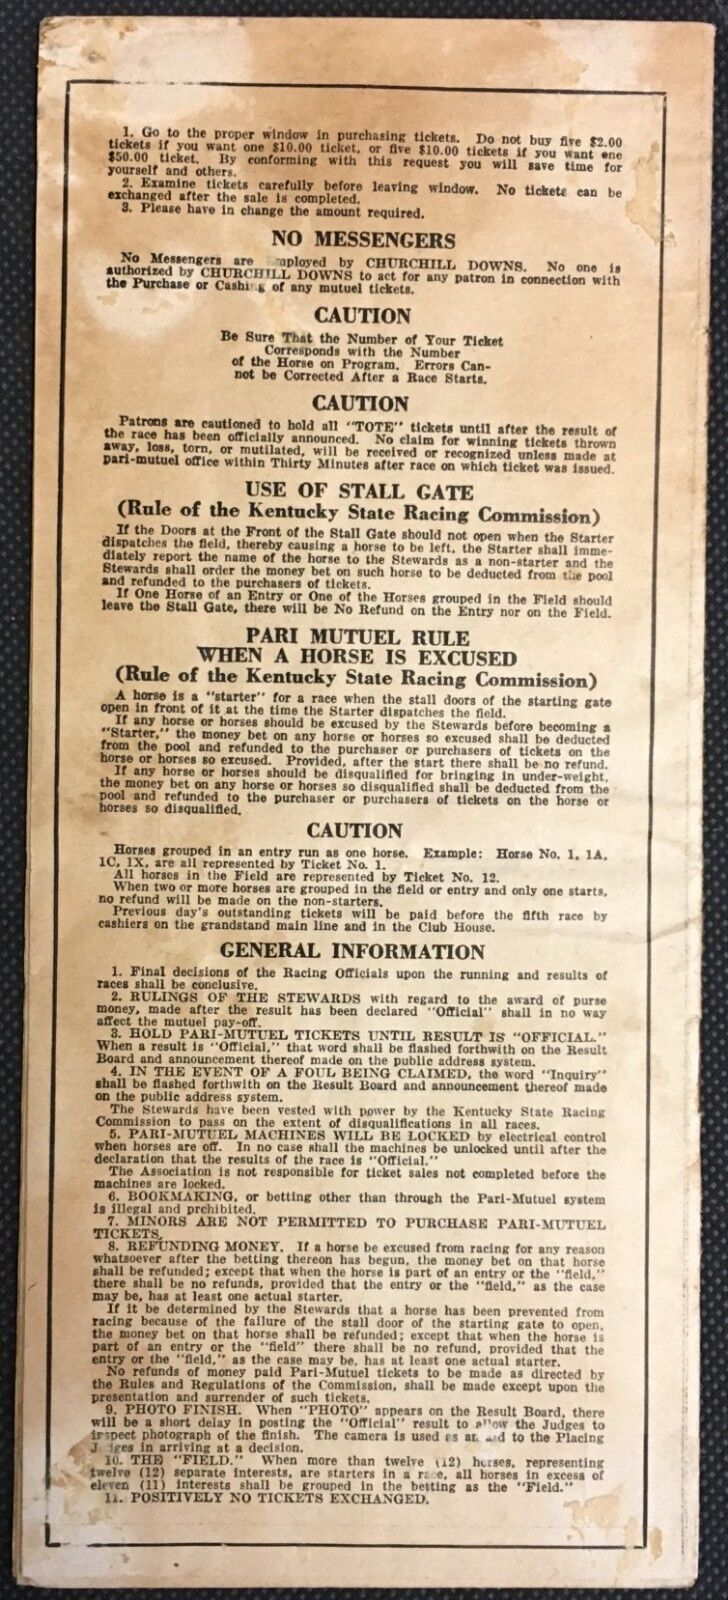 1. Go to the proper window in purchasing tickets. Do not buy five $2.00
tickets if you want one $10.00 ticket, or five $10.00 tickets if you want one
$50.00 ticket. By conforming with this request you will save time for
yourself and others.
2. Examine tickets carefully before leaving window. No tickets can be
exchanged after the sale is completed.
3. Please have in change the amount required.
NO MESSENGERS
No Messengers are mployed by CHURCHILL DOWNS. No one is
authorized by CHURCHILL DOWNS to act for any patron in connection with
the Purchase or Cashi g of any mutuel tickets.
CAUTION
Be Sure That the Number of Your Ticket
Corresponds with the Number
of the Horse on Program. Errors Can-
not be Corrected After a Race Starts.
CAUTION
Patrons are cautioned to hold all "TOTE" tickets until after the result of
the race has been officially announced. No claim for winning tickets thrown
away, loss, torn, or mutilated, will be received or recognized unless made at
pari-mutuel office within Thirty Minutes after race on which ticket was issued.
USE OF STALL GATE
(Rule of the Kentucky State Racing Commission)
If the Doors at the Front of the Stall Gate should not open when the Starter
dispatches the field, thereby causing a horse to be left, the Starter shall imme-
diately report the name of the horse to the Stewards as a non-starter and the
Stewards shall order the money bet on such horse to be deducted from the pool
and refunded to the purchasers of tickets.
If One Horse of an Entry or One of the Horses grouped in the Field should
leave the Stall Gate, there will be No Refund on the Entry nor on the Field.
PARI MUTUEL RULE
WHEN A HORSE IS EXCUSED
(Rule of the Kentucky State Racing Commission)
A horse is a "starter" for a race when the stall doors of the starting gate
open in front of it at the time the Starter dispatches the field.
If any horse or horses should be excused by the Stewards before becoming a
"Starter," the money bet on any horse or horses so excused shall be deducted
from the pool and refunded to the purchaser or purchasers of tickets on the
horse or horses so excused. Provided, after the start there shall be no refund.
If any horse or horses should be disqualified for bringing in under-weight,
the money bet on any horse or horses so disqualified shall be deducted from the
pool and refunded to the purchaser or purchasers of tickets on the horse or
horses so disqualified.
CAUTION
Horses grouped in an entry run as one horse. Example: Horse No. 1, 1A,
1C, 1X, are all represented by Ticket No. 1.
All horses in the Field are represented by Ticket No. 12.
When two or more horses are grouped in the field or entry and only one starts,
no refund will be made on the non-starters.
Previous day's outstanding tickets will be paid before the fifth race by
cashiers on the grandstand main line and in the Club House.
GENERAL INFORMATION
1. Final decisions of the Racing Officials upon the running and results of
races shall be conclusive.
2. RULINGS OF THE STEWARDS with regard to the award of purse
money, made after the result has been declared "Official" shall in no way
affect the mutuel pay-off.
3. HOLD PARI-MUTUEL TICKETS UNTIL RESULT IS "OFFICIAL."
When a result is "Official," that word shall be flashed forthwith on the Result
Board and announcement thereof made on the public address system.
4. IN THE EVENT OF A FOUL BEING CLAIMED, the word "Inquiry"
shall be flashed forthwith on the Result Board and announcement thereof made
on the public address system.
The Stewards have been vested with power by the Kentucky State Racing
Commission to pass on the extent of disqualifications in all races.
5. PARI-MUTUEL MACHINES WILL BE LOCKED by electrical control
when horses are off. In no case shall the machines be unlocked until after the
declaration that the results of the race is "Official."
The Association is not responsible for ticket sales not completed before the
machines are locked.
6. BOOKMAKING, or betting other than through the Pari-Mutuel system
is illegal and prohibited.
7. MINORS ARE NOT PERMITTED TO PURCHASE PARI-MUTUEL
TICKETS.
8. REFUNDING MONEY. If a horse be excused from racing for any reason
whatsoever after the betting thereon has begun, the money bet on that horse
shall be refunded; except that when the horse is part of an entry or the "field,"
there shall be no refunds, provided that the entry or the "field," as the case
may be, has at least one actual starter.
If it be determined by the Stewards that a horse has been prevented from
racing because of the failure of the stall door of the starting gate to open,
the money bet on that horse shall be refunded; except that when the horse is
part of an entry or the "field" there shall be no refund, provided that the
entry or the "field," as the case may be, has at least one actual starter.
No refunds of money paid Pari-Mutuel tickets to be made as directed by
the Rules and Regulations of the Commission, shall be made except upon the
presentation and surrender of such tickets.
9. PHOTO FINISH. When "PHOTO" appears on the Result Board, there
will be a short delay in posting the "Official" result to allow the Judges to
inspect photograph of the finish. The camera is used as an aid to the Placing
J dges in arriving at a decision.
10. THE "FIELD." When more than twelve (12) horses, representing
twelve (12) separate interests, are starters in a race, all horses in excess of
eleven (11) interests shall be grouped in the betting as the "Field."
11. POSITIVELY NO TICKETS EXCHANGED.